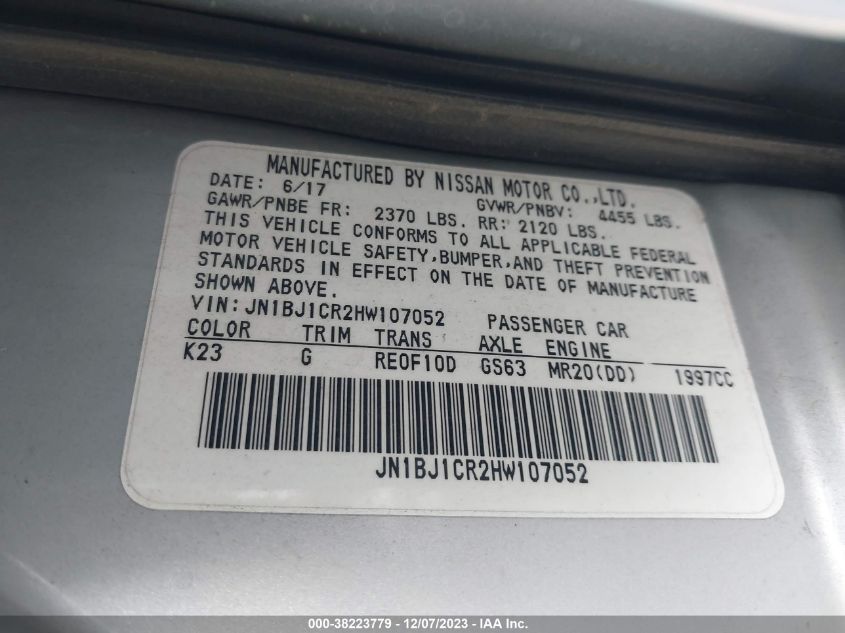 MANUFACTURED BY NISSAN MOTOR CO.,LTD.
DATE: 6/17 GVWR/PNBV: 4455 LBS.
GAWR/PNBE FR: 2370 LBS. RR: 2120 LBS.
THIS VEHICLE CONFORMS TO ALL APPLICABLE FEDERAL
MOTOR VEHICLE SAFETY,BUMPER,AND THEFT PREVENTION
STANDARDS IN EFFECT ON THE DATE OF MANUFACTURE
SHOWN ABOVE.
VIN:JN1BJ1CR2HW107052 PASSENGER CAR
COLOR TRIM TRANS AXLE ENGINE
K23 G RE0F10D GS63 MR20(DD) 1997CC
JN1BJ1CR2HW107052
000-38223779 - 12/07/2023 - IAA Inc.